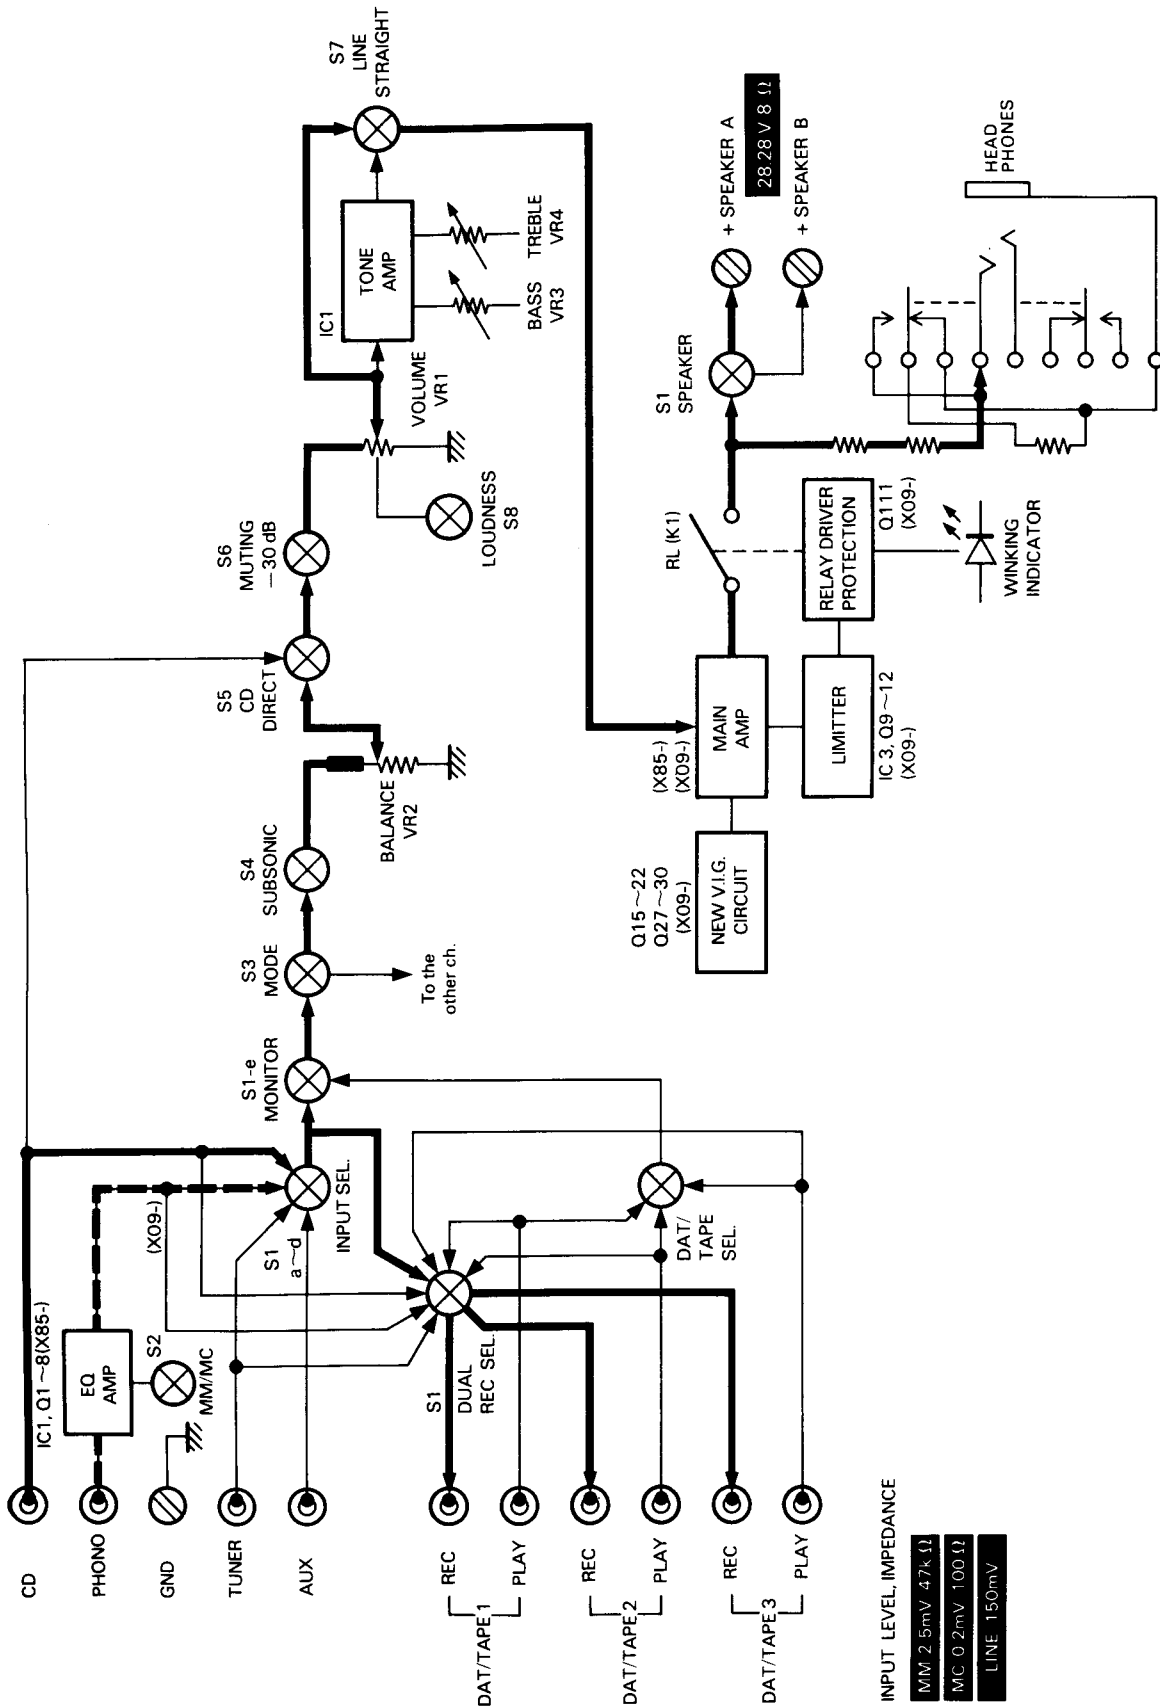 CD
PHONO
GND
TUNER
AUX
REC
PLAY
DAT/TAPE 1
REC
PLAY
DAT/TAPE 2
REC
PLAY
DAT/TAPE 3
IC1, Q1~8(X85-)
EQ
AMP
S2
MM/MC
(X09-)
S1
a~d
INPUT SEL.
S1
DUAL
REC SEL.
DAT/
TAPE
SEL.
S1-e
MONITOR
S3
MODE
To the
other ch.
S4
SUBSONIC
BALANCE
VR2
S5
CD
DIRECT
S6
MUTING
—30 dB
LOUDNESS
S8
VOLUME
VR1
IC1
TONE
AMP
BASS
VR3
TREBLE
VR4
S7
LINE
STRAIGHT
Q15~22
Q27~30
(X09-)
NEW V.I.G.
CIRCUIT
(X85-)
(X09-)
MAIN
AMP
LIMITTER
IC 3, Q9~12
(X09-)
RL (K1)
RELAY DRIVER
PROTECTION
Q111
(X09-)
WINKING
INDICATOR
S1
SPEAKER
+ SPEAKER A
28.28 V 8 Ω
+ SPEAKER B
HEAD
PHONES
INPUT LEVEL, IMPEDANCE
MM 2 5mV 47k Ω
MC 0 2mV 100 Ω
LINE 150mV